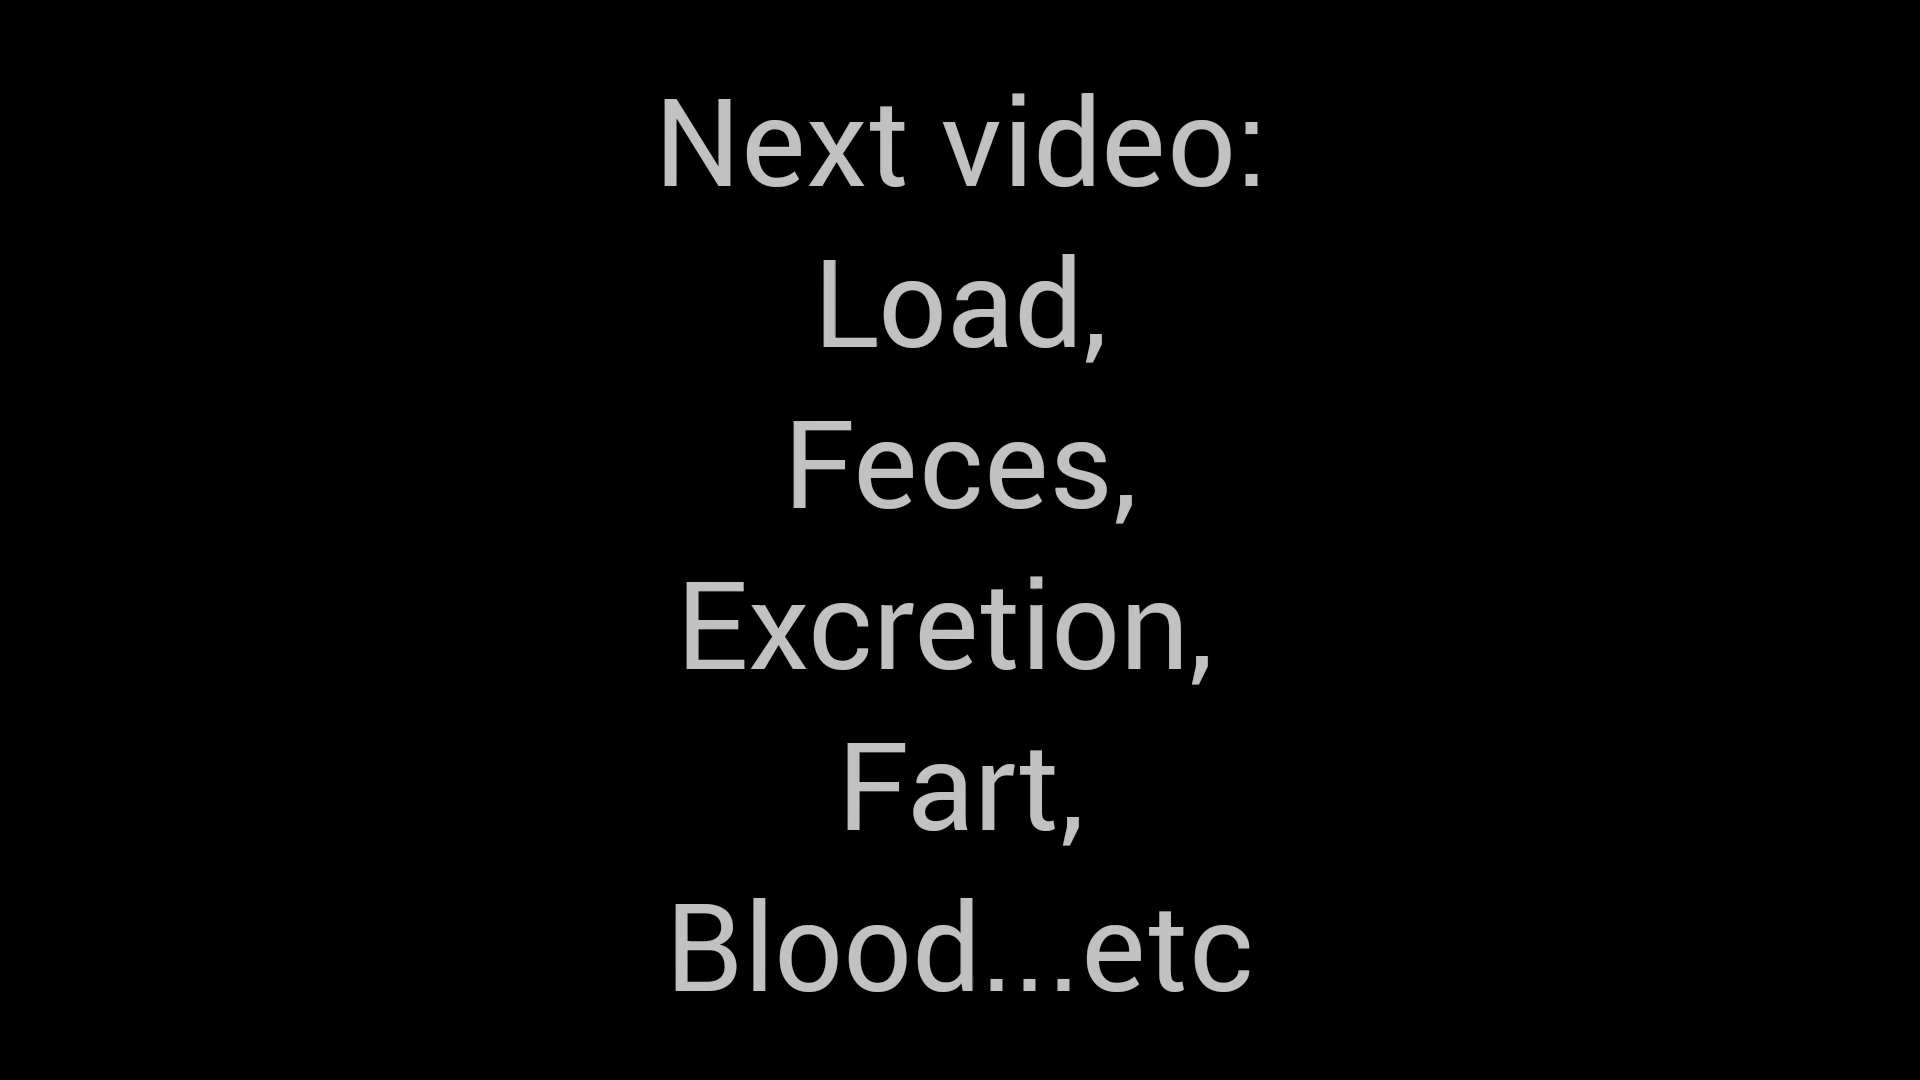 Next video:
Load,
Feces,
Excretion,
Fart,
Blood...etc